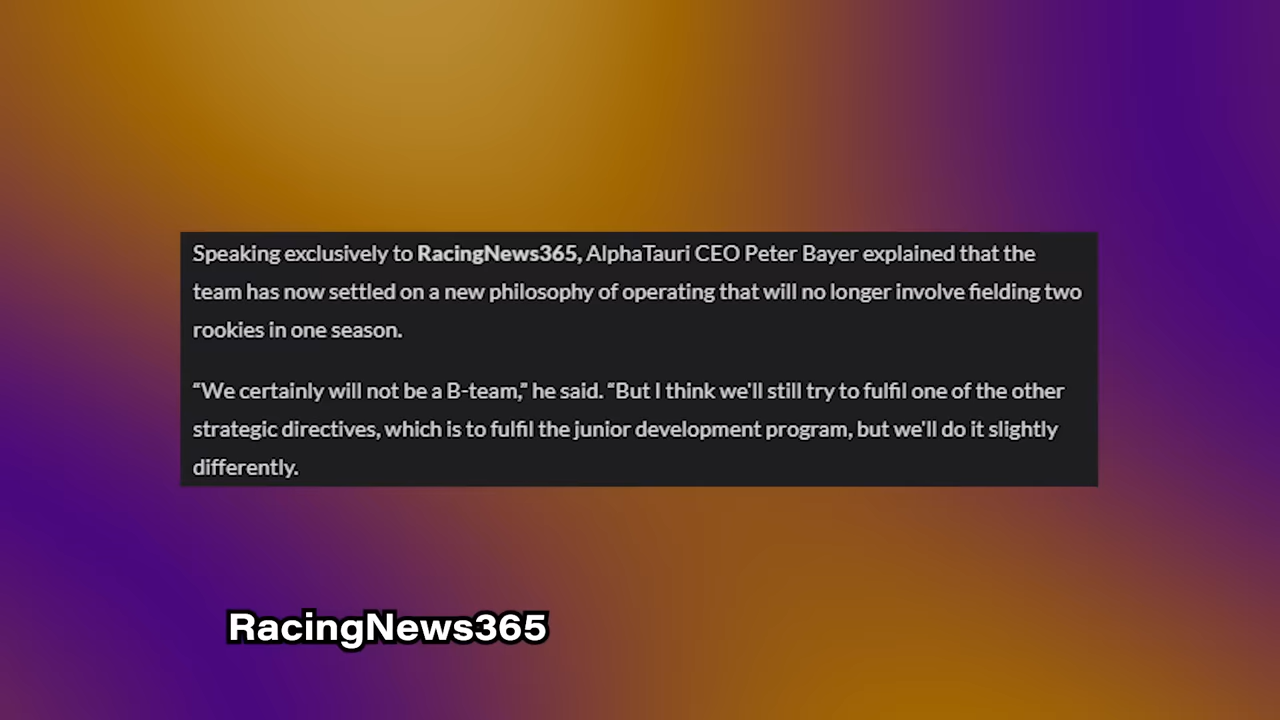 Speaking exclusively to RacingNews365, AlphaTauri CEO Peter Bayer explained that the
team has now settled on a new philosophy of operating that will no longer involve fielding two
rookies in one season.
“We certainly will not be a B-team,” he said. “But I think we'll still try to fulfil one of the other
strategic directives, which is to fulfil the junior development program, but we'll do it slightly
differently.
RacingNews365